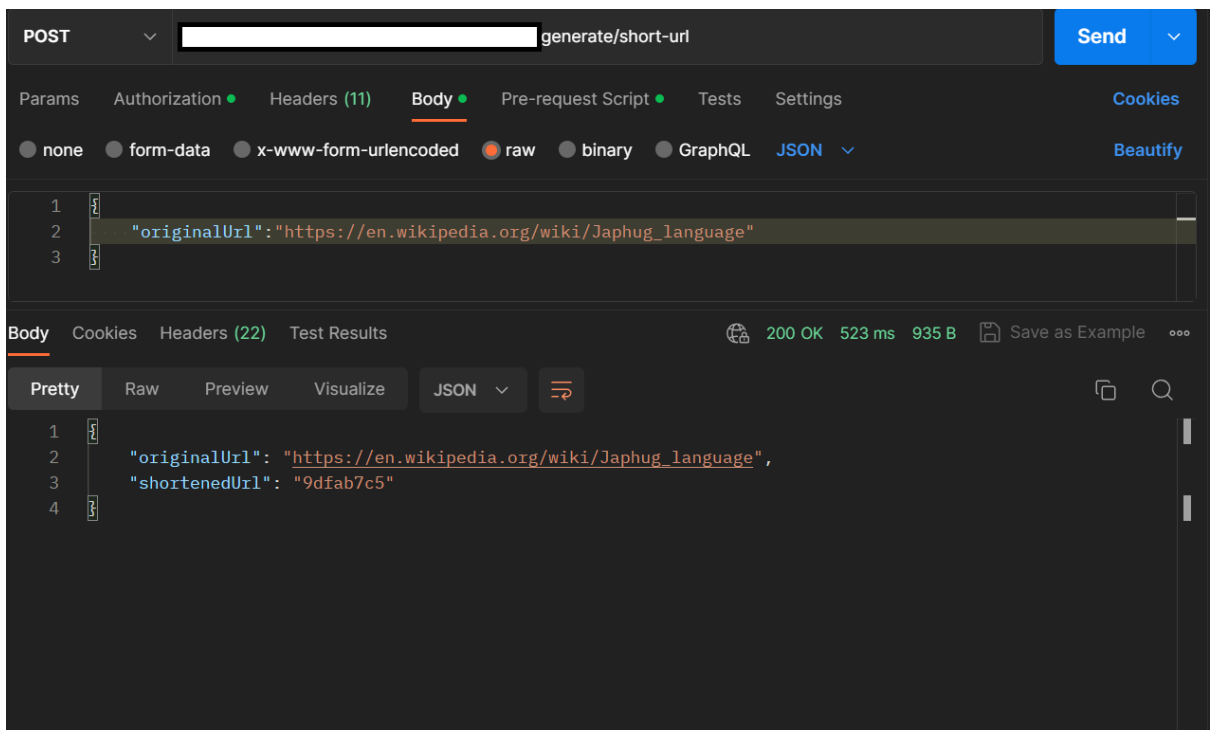 POST generate/short-url Send
Params Authorization Headers (11) Body Pre-request Script Tests Settings Cookies
none form-data x-www-form-urlencoded raw binary GraphQL JSON Beautify
1 {
2 "originalUrl":"https://en.wikipedia.org/wiki/Japhug_language"
3 }
Body Cookies Headers (22) Test Results 200 OK 523 ms 935 B Save as Example
Pretty Raw Preview Visualize JSON
1 {
2 "originalUrl": "https://en.wikipedia.org/wiki/Japhug_language",
3 "shortenedUrl": "9dfab7c5"
4 }